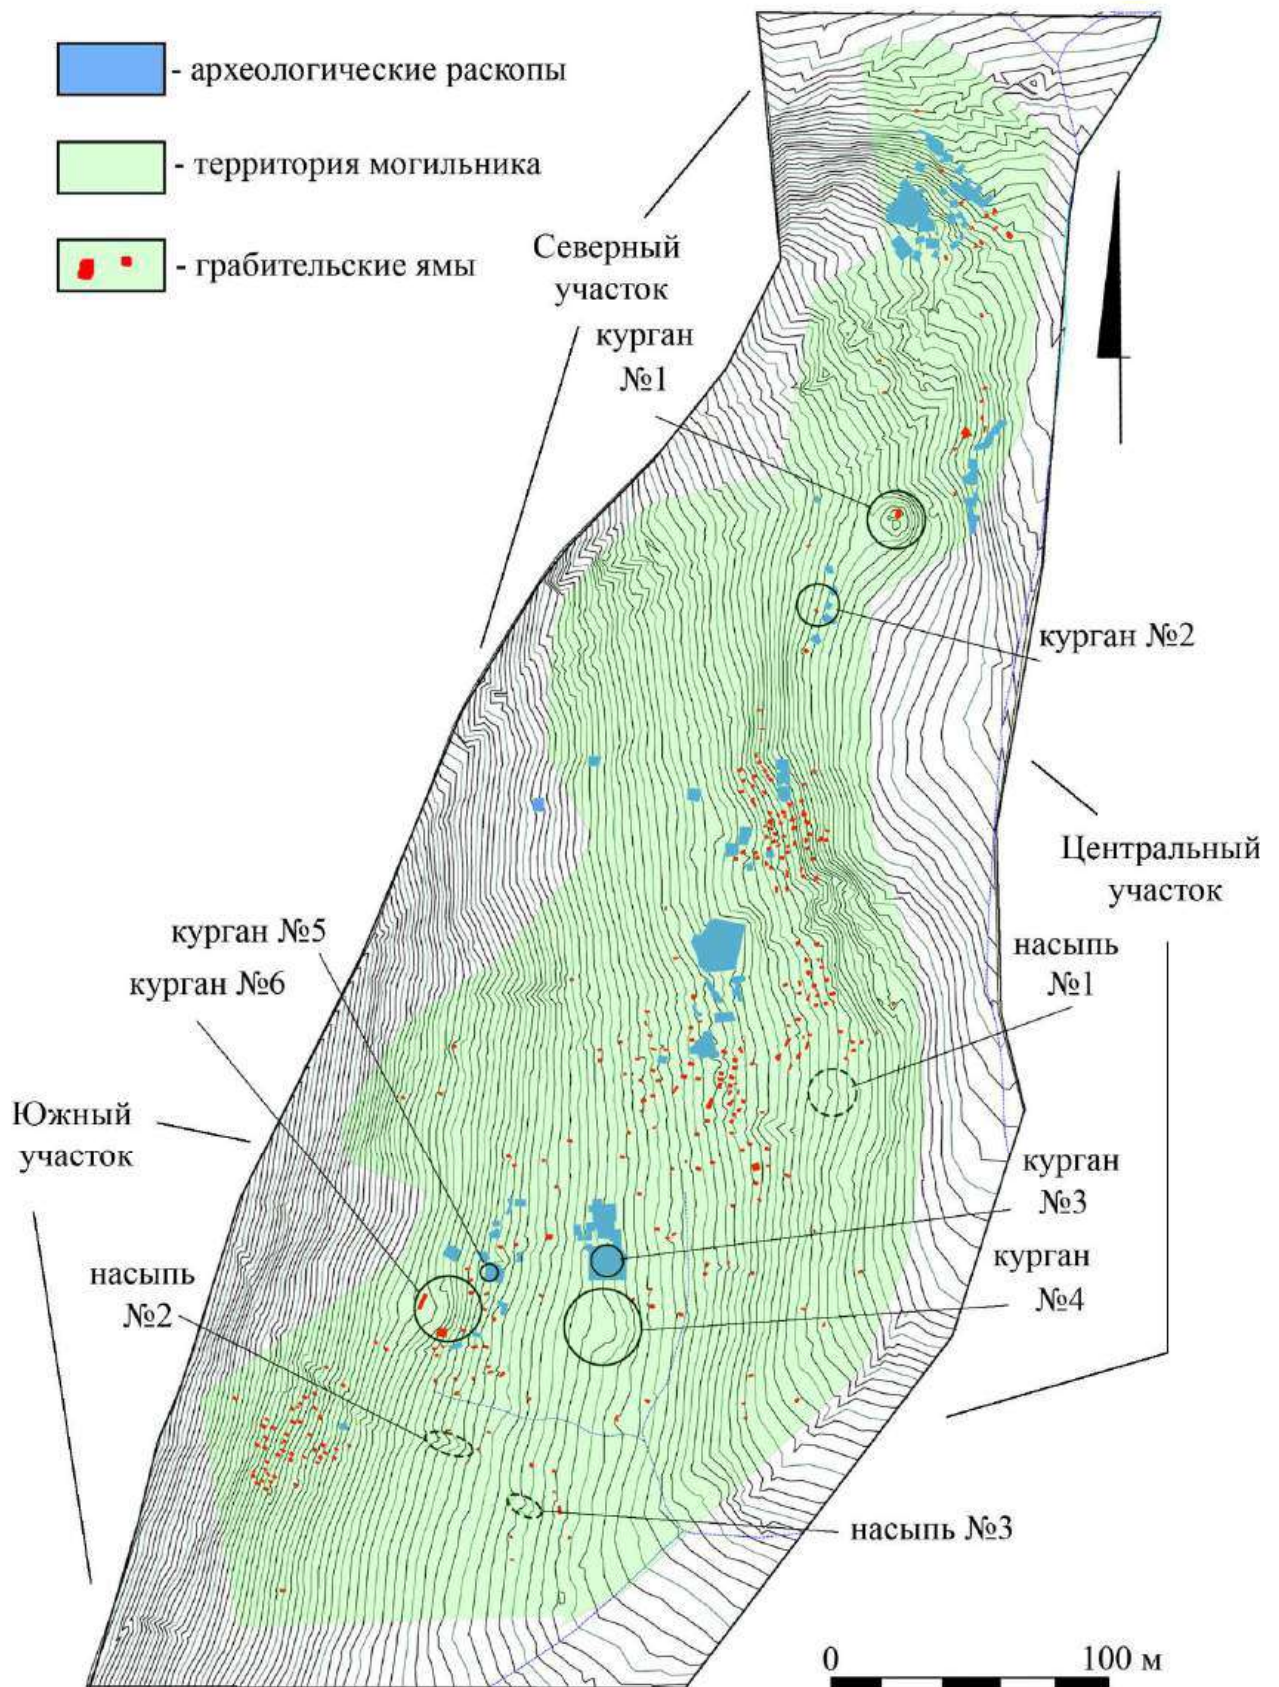 - археологические раскопы
- территория могильника
- грабительские ямы
Северный
участок
курган
№1
курган №2
Центральный
участок
курган №5
курган №6
насыпь
№1
Южный
участок
курган
№3
насыпь
№2
курган
№4
насыпь №3
0
100 м